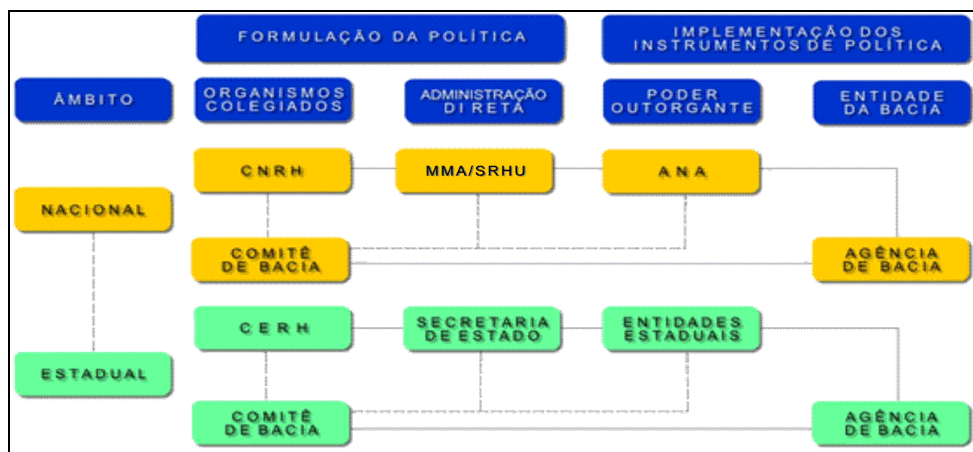 FORMULAÇÃO DA POLÍTICA
IMPLEMENTAÇÃO DOS
INSTRUMENTOS DE POLÍTICA
ÂMBITO
ORGANISMOS
COLEGIADOS
ADMINISTRAÇÃO
DIRETA
PODER
OUTORGANTE
ENTIDADE
DA BACIA
NACIONAL
CNRH
MMA/SRHU
ANA
COMITÊ
DE BACIA
AGÊNCIA
DE BACIA
ESTADUAL
CERH
SECRETARIA
DE ESTADO
ENTIDADES
ESTADUAIS
COMITÊ
DE BACIA
AGÊNCIA
DE BACIA